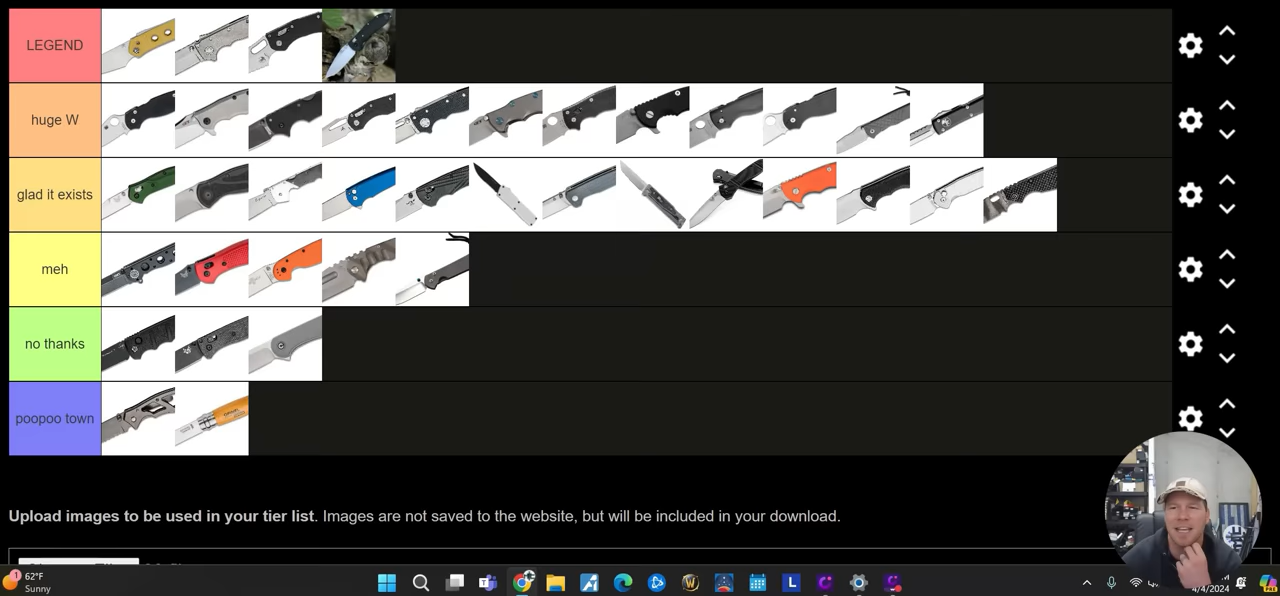 LEGEND
huge W
glad it exists
meh
no thanks
poopoo town
Upload images to be used in your tier list. Images are not saved to the website, but will be included in your download.
62°F
Sunny
4/4/2024